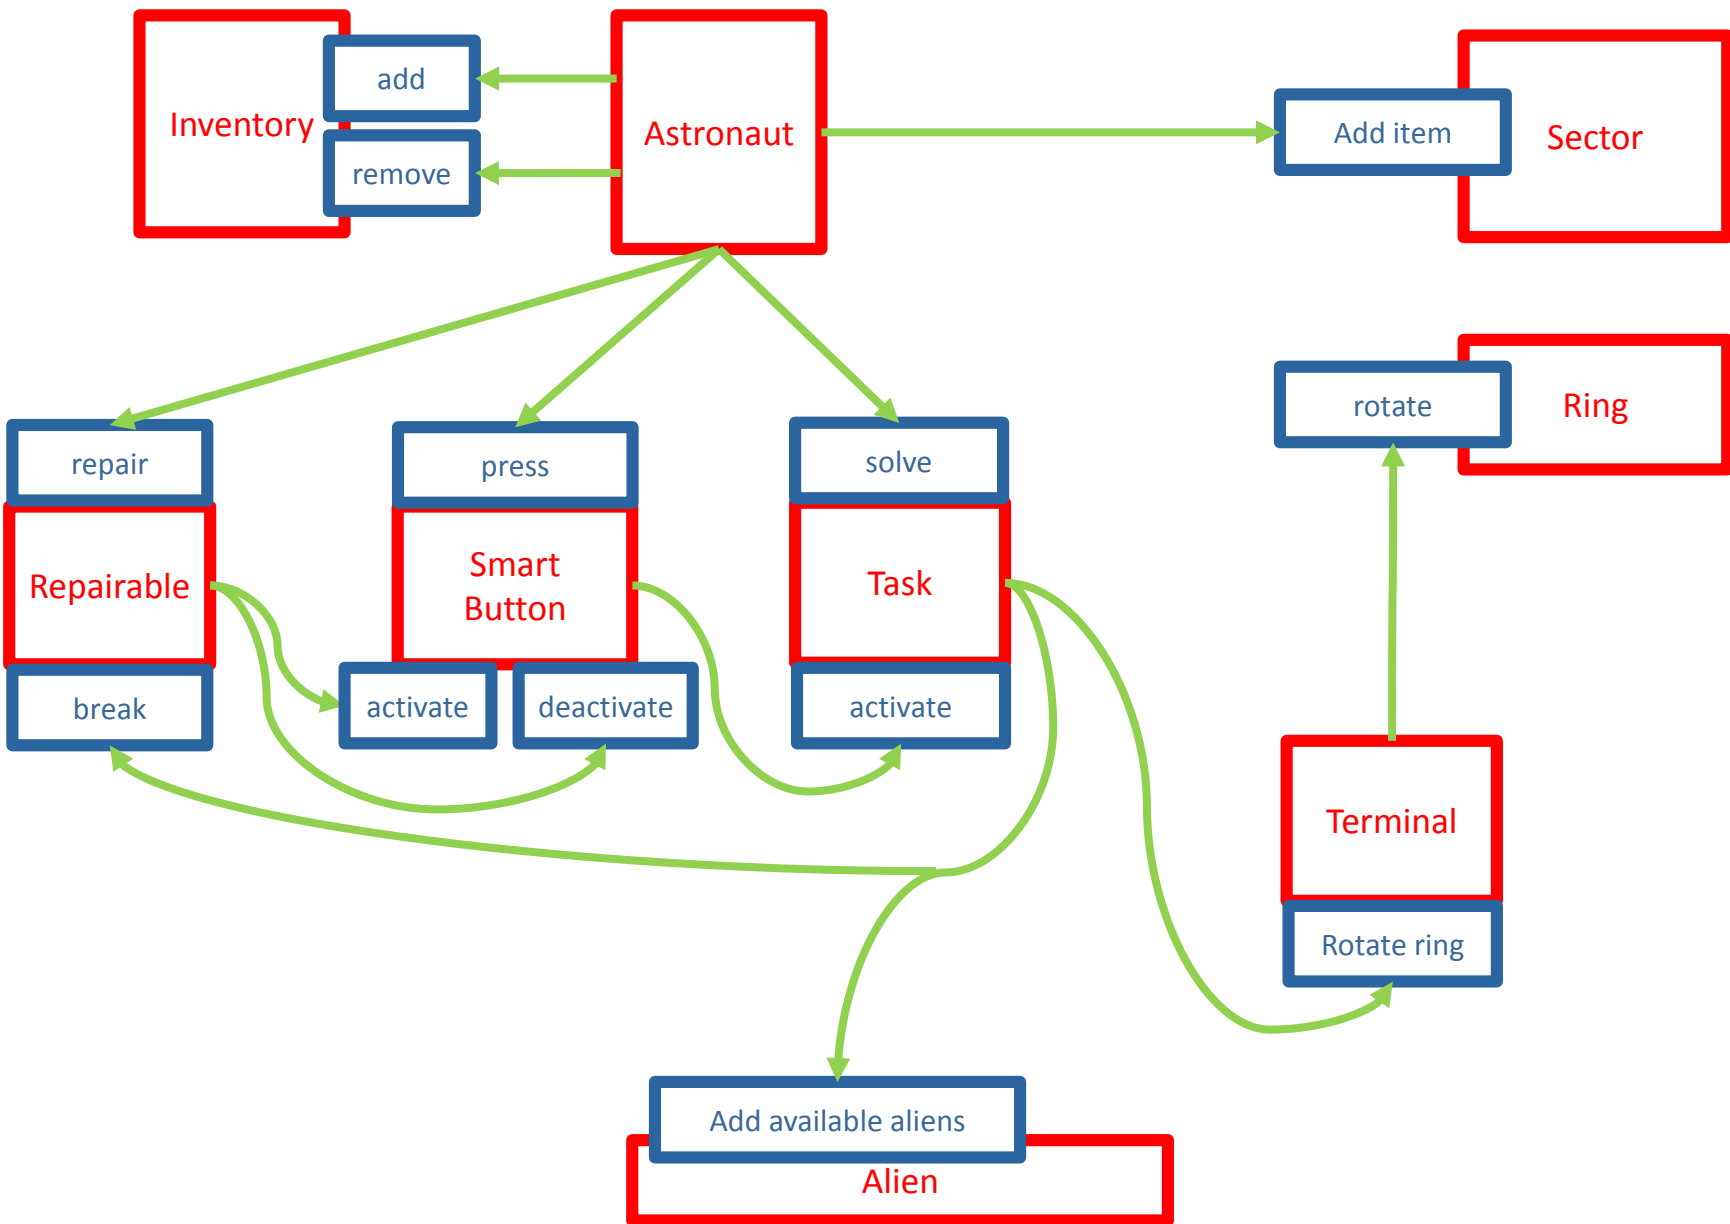 Inventory
add
remove
Astronaut
Add item
Sector
rotate
Ring
repair
Repairable
break
press
Smart
Button
activate
deactivate
solve
Task
activate
Terminal
Rotate ring
Add available aliens
Alien